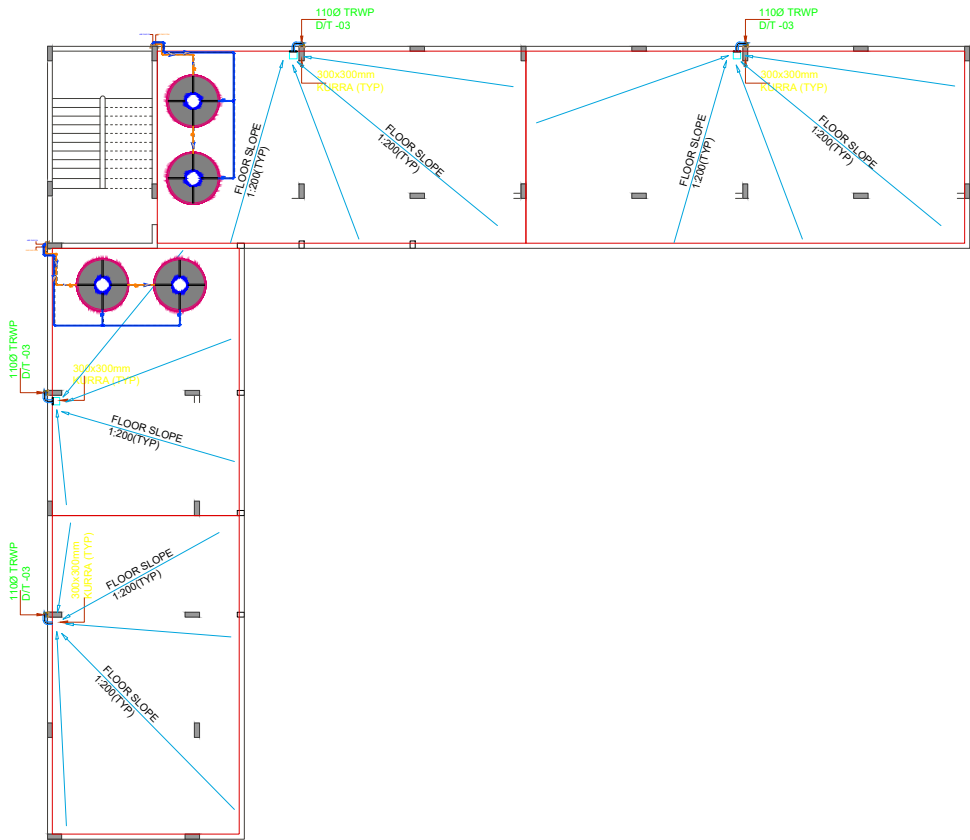 110Ø TRWP
D/T -03
110Ø TRWP
D/T -03
300x300mm
KURRA (TYP)
300x300mm
KURRA (TYP)
FLOOR SLOPE
1:200(TYP)
FLOOR SLOPE
1:200(TYP)
FLOOR SLOPE
1:200(TYP)
FLOOR SLOPE
1:200(TYP)
110Ø TRWP
D/T -03
300x300mm
KURRA (TYP)
FLOOR SLOPE
1:200(TYP)
110Ø TRWP
D/T -03
300x300mm
KURRA (TYP)
FLOOR SLOPE
1:200(TYP)
FLOOR SLOPE
1:200(TYP)